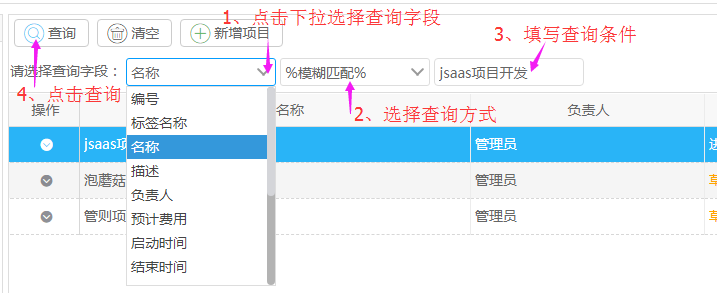 1、点击下拉选择查询字段
查询 清空 新增项目
3、填写查询条件
请选择查询字段： 名称 %模糊匹配% jsaas项目开发
4、点击查询
编号
2、选择查询方式
操作 名称 负责人
标签名称
jsaas项 名称 管理员
描述
泡蘑菇 管理员
负责人
管则项 预计费用 管理员
启动时间
结束时间